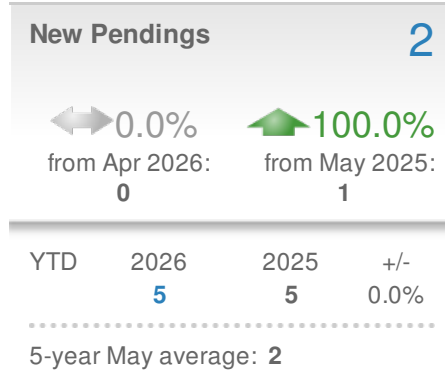 New Pendings 2
0.0% 100.0%
from Apr 2026: from May 2025:
0 1
YTD 2026 2025 +/-
5 5 0.0%
5-year May average: 2